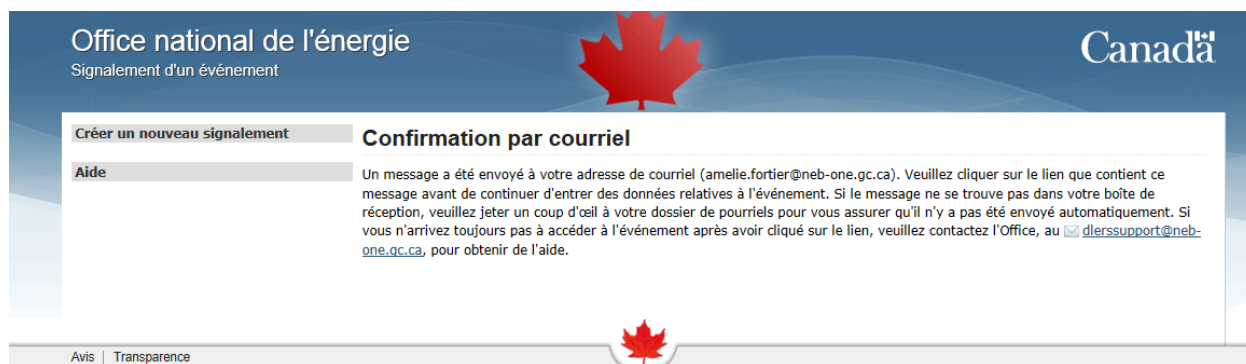 Office national de l'énergie
Signalement d'un événement
Canada
Créer un nouveau signalement
Aide
Confirmation par courriel
Un message a été envoyé à votre adresse de courriel (amelie.fortier@neb-one.gc.ca). Veuillez cliquer sur le lien que contient ce
message avant de continuer d'entrer des données relatives à l'événement. Si le message ne se trouve pas dans votre boîte de
réception, veuillez jeter un coup d'œil à votre dossier de pourriels pour vous assurer qu'il n'y a pas été envoyé automatiquement. Si
vous n'arrivez toujours pas à accéder à l'événement après avoir cliqué sur le lien, veuillez contactez l'Office, au dlerssupport@neb-
one.gc.ca, pour obtenir de l'aide.
Avis | Transparence